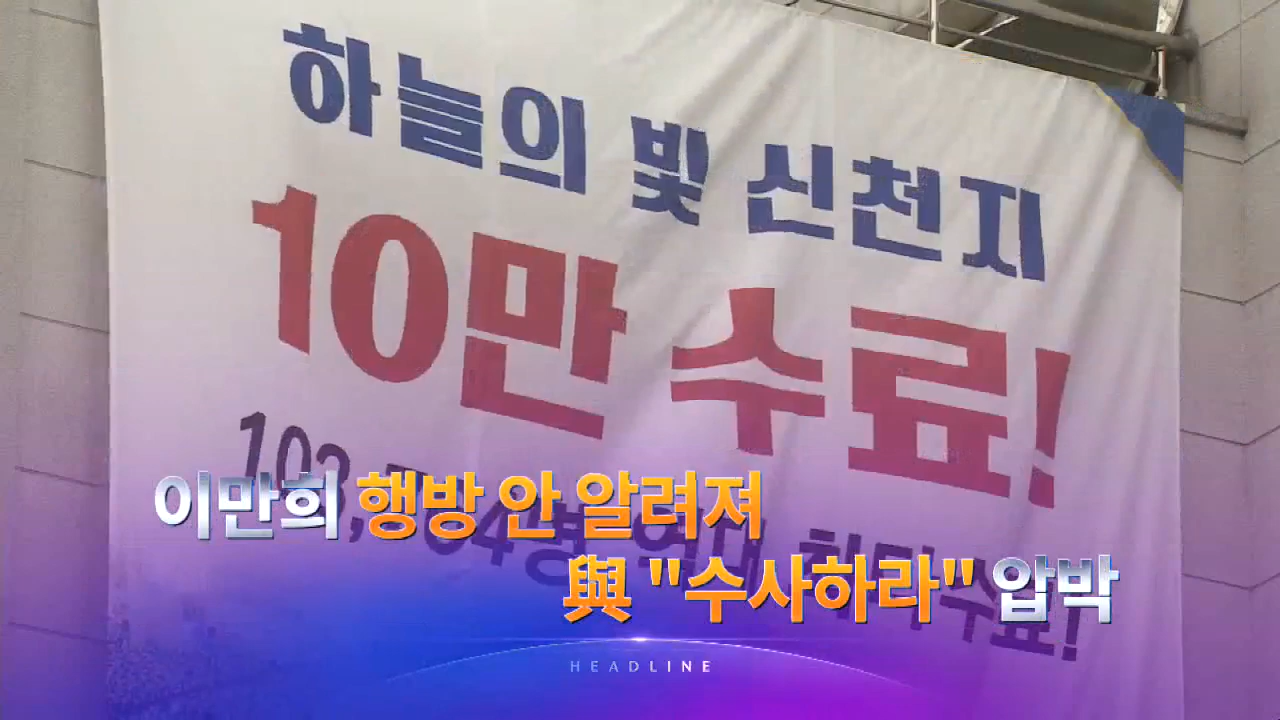 하늘의 빛 신천지
10만 수료!
이만희 행방 안 알려져
與 "수사하라" 압박
HEADLINE